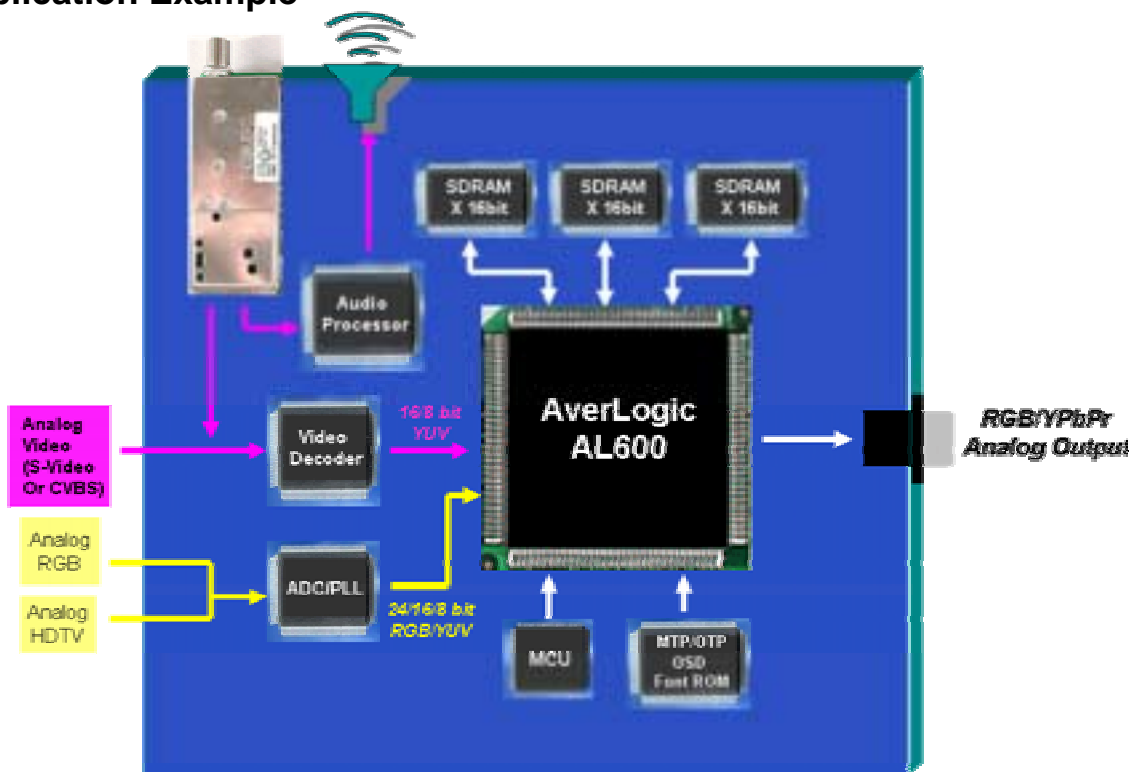 plication Example
SDRAM
X 16bit
SDRAM
X 16bit
SDRAM
X 16bit
Audio
Processor
AverLogic
AL600
Analog
Video
(S-Video
Or CVBS)
Video
Decoder
16/8 bit
YUV
RGB/YPbPr
Analog Output
Analog
RGB
Analog
HDTV
ADC/PLL
24/16/8 bit
RGB/YUV
MCU
MTP/OTP
OSD
Font ROM